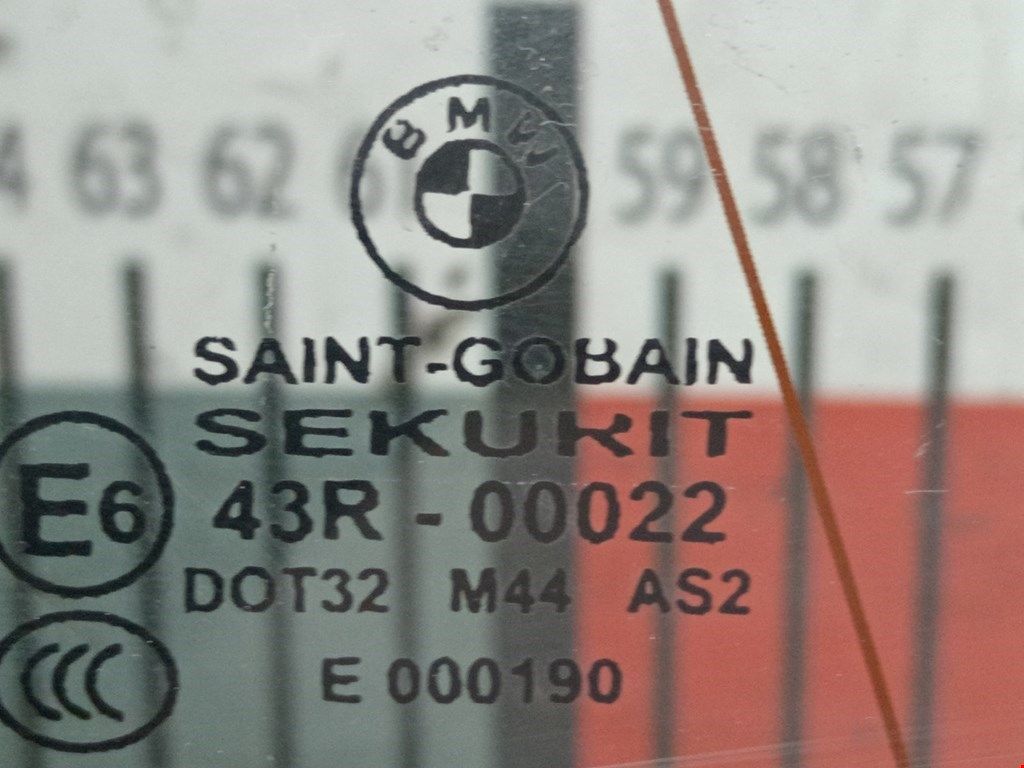 BMW
63 62 59 58 57
SAINT-GOBAIN
SEKURIT
E6 43R - 00022
DOT32 M44 AS2
CCC
E 000190